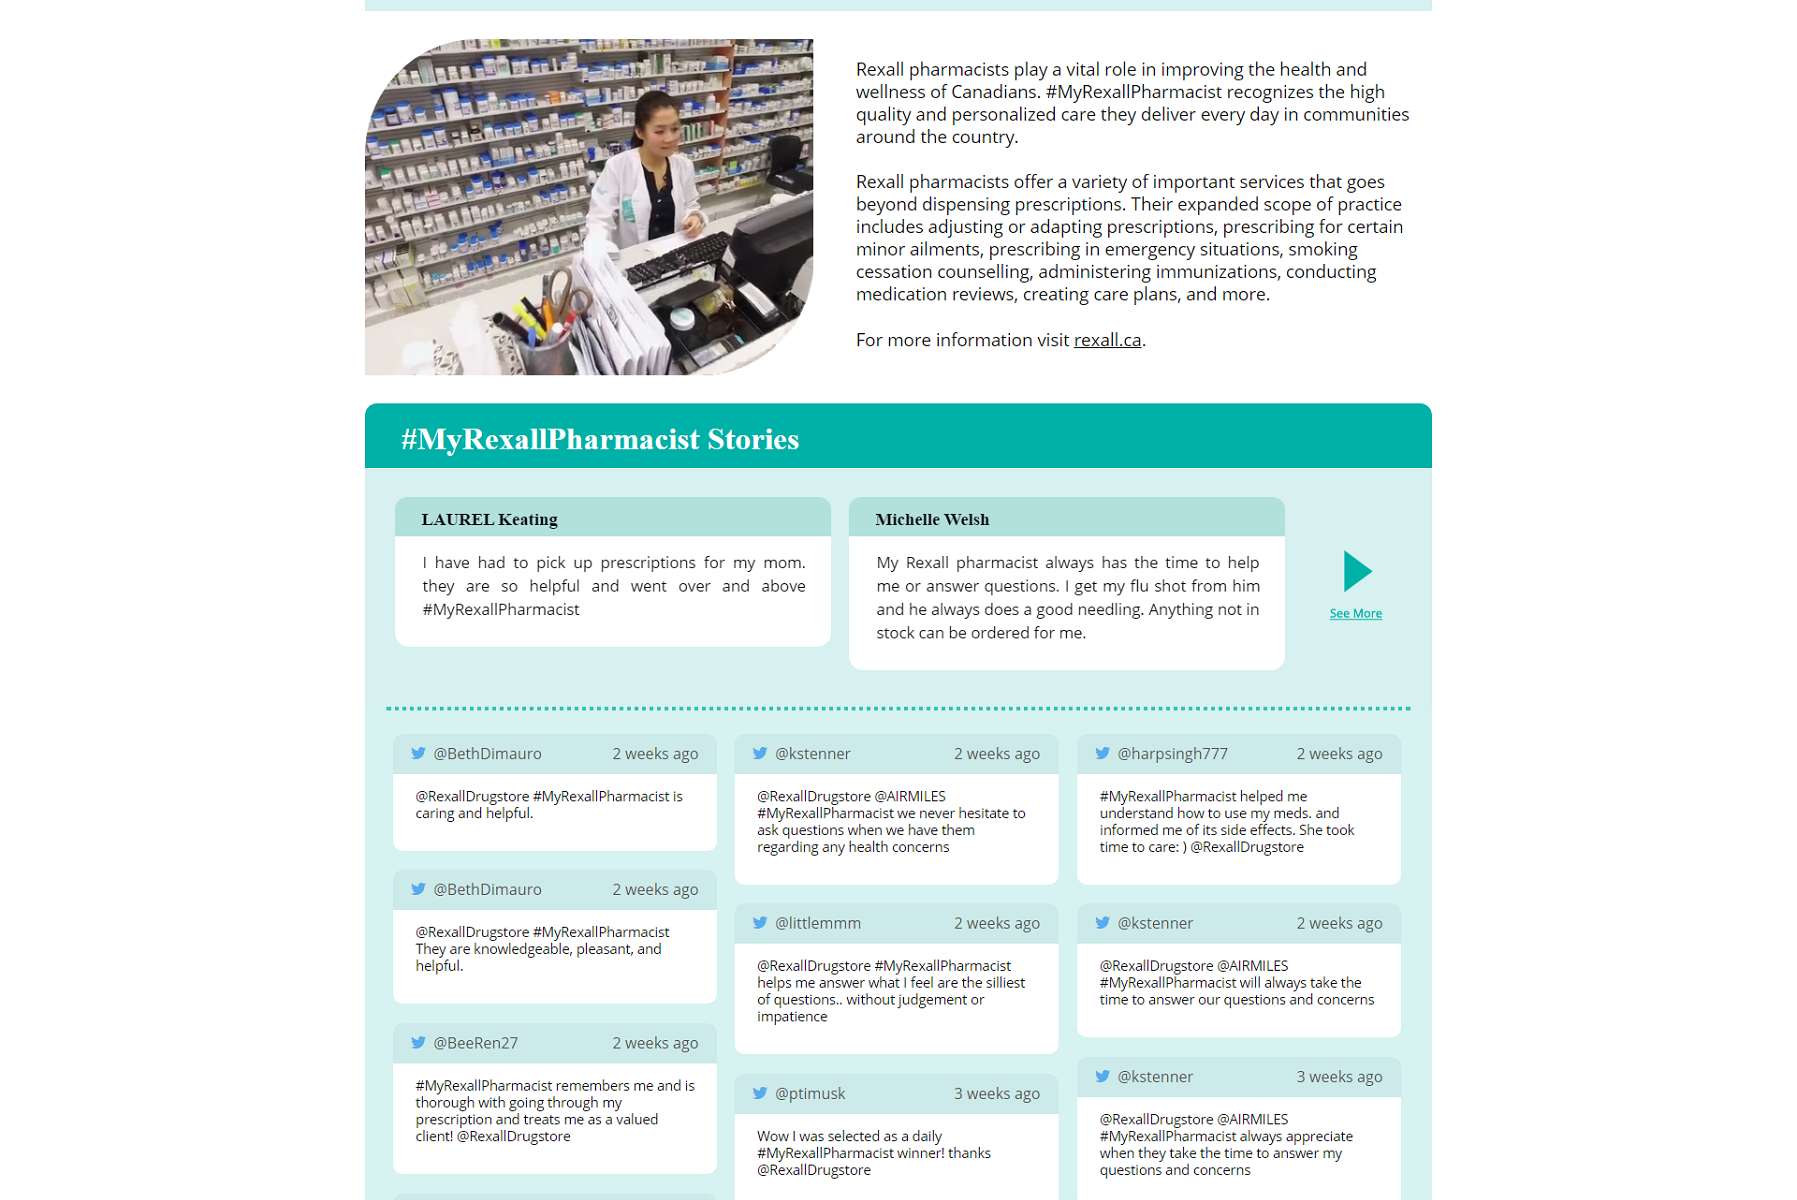 Rexall pharmacists play a vital role in improving the health and
wellness of Canadians. #MyRexallPharmacist recognizes the high
quality and personalized care they deliver every day in communities
around the country.
Rexall pharmacists offer a variety of important services that goes
beyond dispensing prescriptions. Their expanded scope of practice
includes adjusting or adapting prescriptions, prescribing for certain
minor ailments, prescribing in emergency situations, smoking
cessation counselling, administering immunizations, conducting
medication reviews, creating care plans, and more.
For more information visit rexall.ca.
#MyRexallPharmacist Stories
LAUREL Keating
I have had to pick up prescriptions for my mom.
they are so helpful and went over and above
#MyRexallPharmacist
Michelle Welsh
My Rexall pharmacist always has the time to help
me or answer questions. I get my flu shot from him
and he always does a good needling. Anything not in
stock can be ordered for me.
See More
@BethDimauro 2 weeks ago
@RexallDrugstore #MyRexallPharmacist is
caring and helpful.
@BethDimauro 2 weeks ago
@RexallDrugstore #MyRexallPharmacist
They are knowledgeable, pleasant, and
helpful.
@BeeRen27 2 weeks ago
#MyRexallPharmacist remembers me and is
thorough with going through my
prescription and treats me as a valued
client! @RexallDrugstore
@kstenner 2 weeks ago
@RexallDrugstore @AIRMILES
#MyRexallPharmacist we never hesitate to
ask questions when we have them
regarding any health concerns
@littlemmm 2 weeks ago
@RexallDrugstore #MyRexallPharmacist
helps me answer what I feel are the silliest
of questions.. without judgement or
impatience
@ptimusk 3 weeks ago
Wow I was selected as a daily
#MyRexallPharmacist winner! thanks
@RexallDrugstore
@harpsingh777 2 weeks ago
#MyRexallPharmacist helped me
understand how to use my meds. and
informed me of its side effects. She took
time to care: ) @RexallDrugstore
@kstenner 2 weeks ago
@RexallDrugstore @AIRMILES
#MyRexallPharmacist will always take the
time to answer our questions and concerns
@kstenner 3 weeks ago
@RexallDrugstore @AIRMILES
#MyRexallPharmacist always appreciate
when they take the time to answer my
questions and concerns